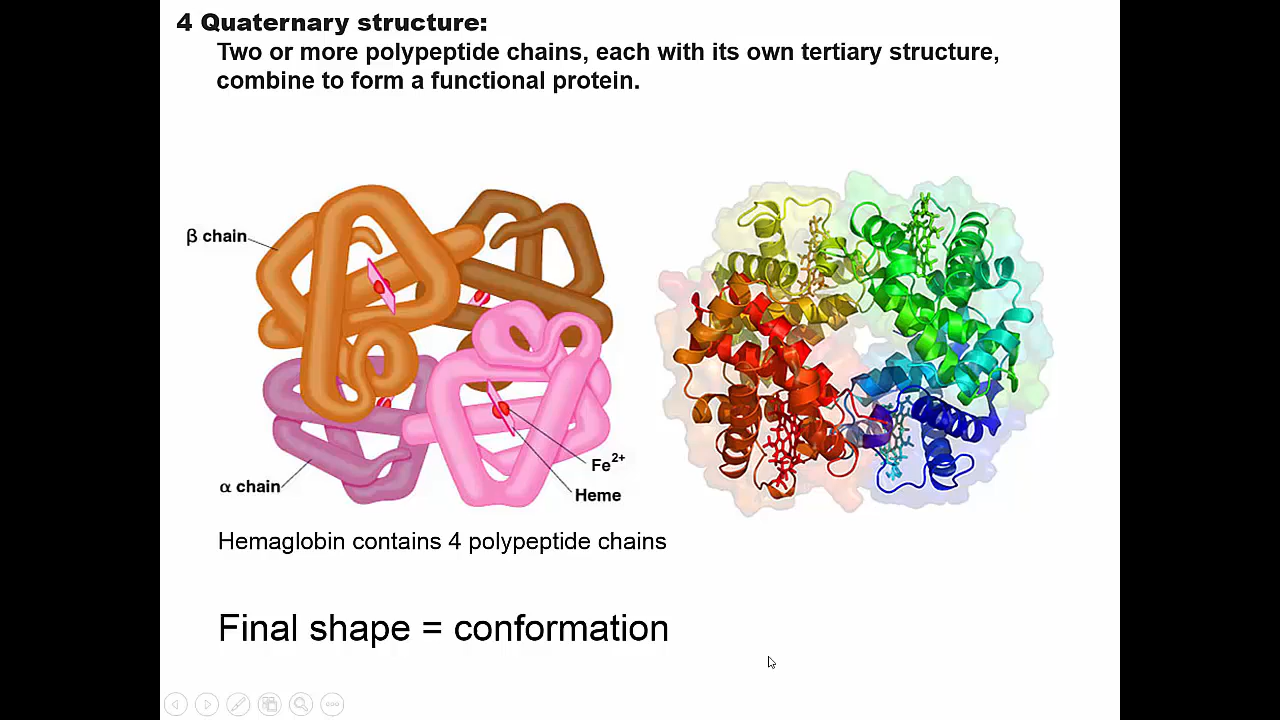 4 Quaternary structure:
Two or more polypeptide chains, each with its own tertiary structure,
combine to form a functional protein.
β chain
Fe2+
α chain
Heme
Hemaglobin contains 4 polypeptide chains
Final shape = conformation